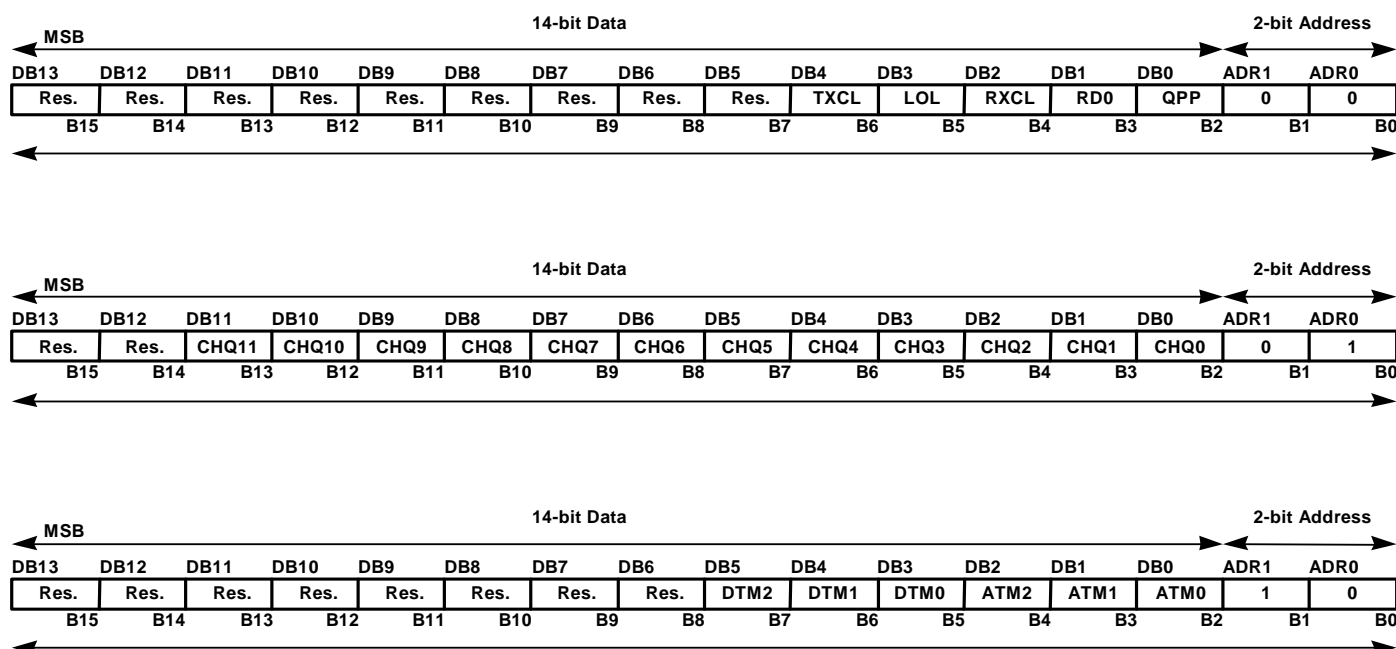 14-bit Data 2-bit Address
MSB
DB13 DB12 DB11 DB10 DB9 DB8 DB7 DB6 DB5 DB4 DB3 DB2 DB1 DB0 ADR1 ADR0
Res. Res. Res. Res. Res. Res. Res. Res. Res. TXCL LOL RXCL RD0 QPP 0 0
B15 B14 B13 B12 B11 B10 B9 B8 B7 B6 B5 B4 B3 B2 B1 B0
14-bit Data 2-bit Address
MSB
DB13 DB12 DB11 DB10 DB9 DB8 DB7 DB6 DB5 DB4 DB3 DB2 DB1 DB0 ADR1 ADR0
Res. Res. CHQ11 CHQ10 CHQ9 CHQ8 CHQ7 CHQ6 CHQ5 CHQ4 CHQ3 CHQ2 CHQ1 CHQ0 0 1
B15 B14 B13 B12 B11 B10 B9 B8 B7 B6 B5 B4 B3 B2 B1 B0
14-bit Data 2-bit Address
MSB
DB13 DB12 DB11 DB10 DB9 DB8 DB7 DB6 DB5 DB4 DB3 DB2 DB1 DB0 ADR1 ADR0
Res. Res. Res. Res. Res. Res. Res. Res. DTM2 DTM1 DTM0 ATM2 ATM1 ATM0 1 0
B15 B14 B13 B12 B11 B10 B9 B8 B7 B6 B5 B4 B3 B2 B1 B0